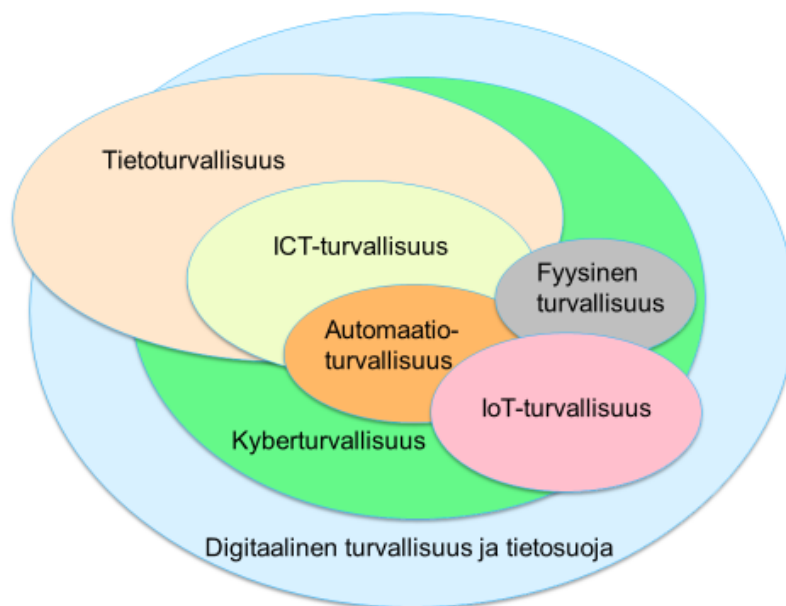 Tietoturvallisuus
ICT-turvallisuus
Fyysinen
turvallisuus
Automaatio-
turvallisuus
IoT-turvallisuus
Kyberturvallisuus
Digitaalinen turvallisuus ja tietosuoja